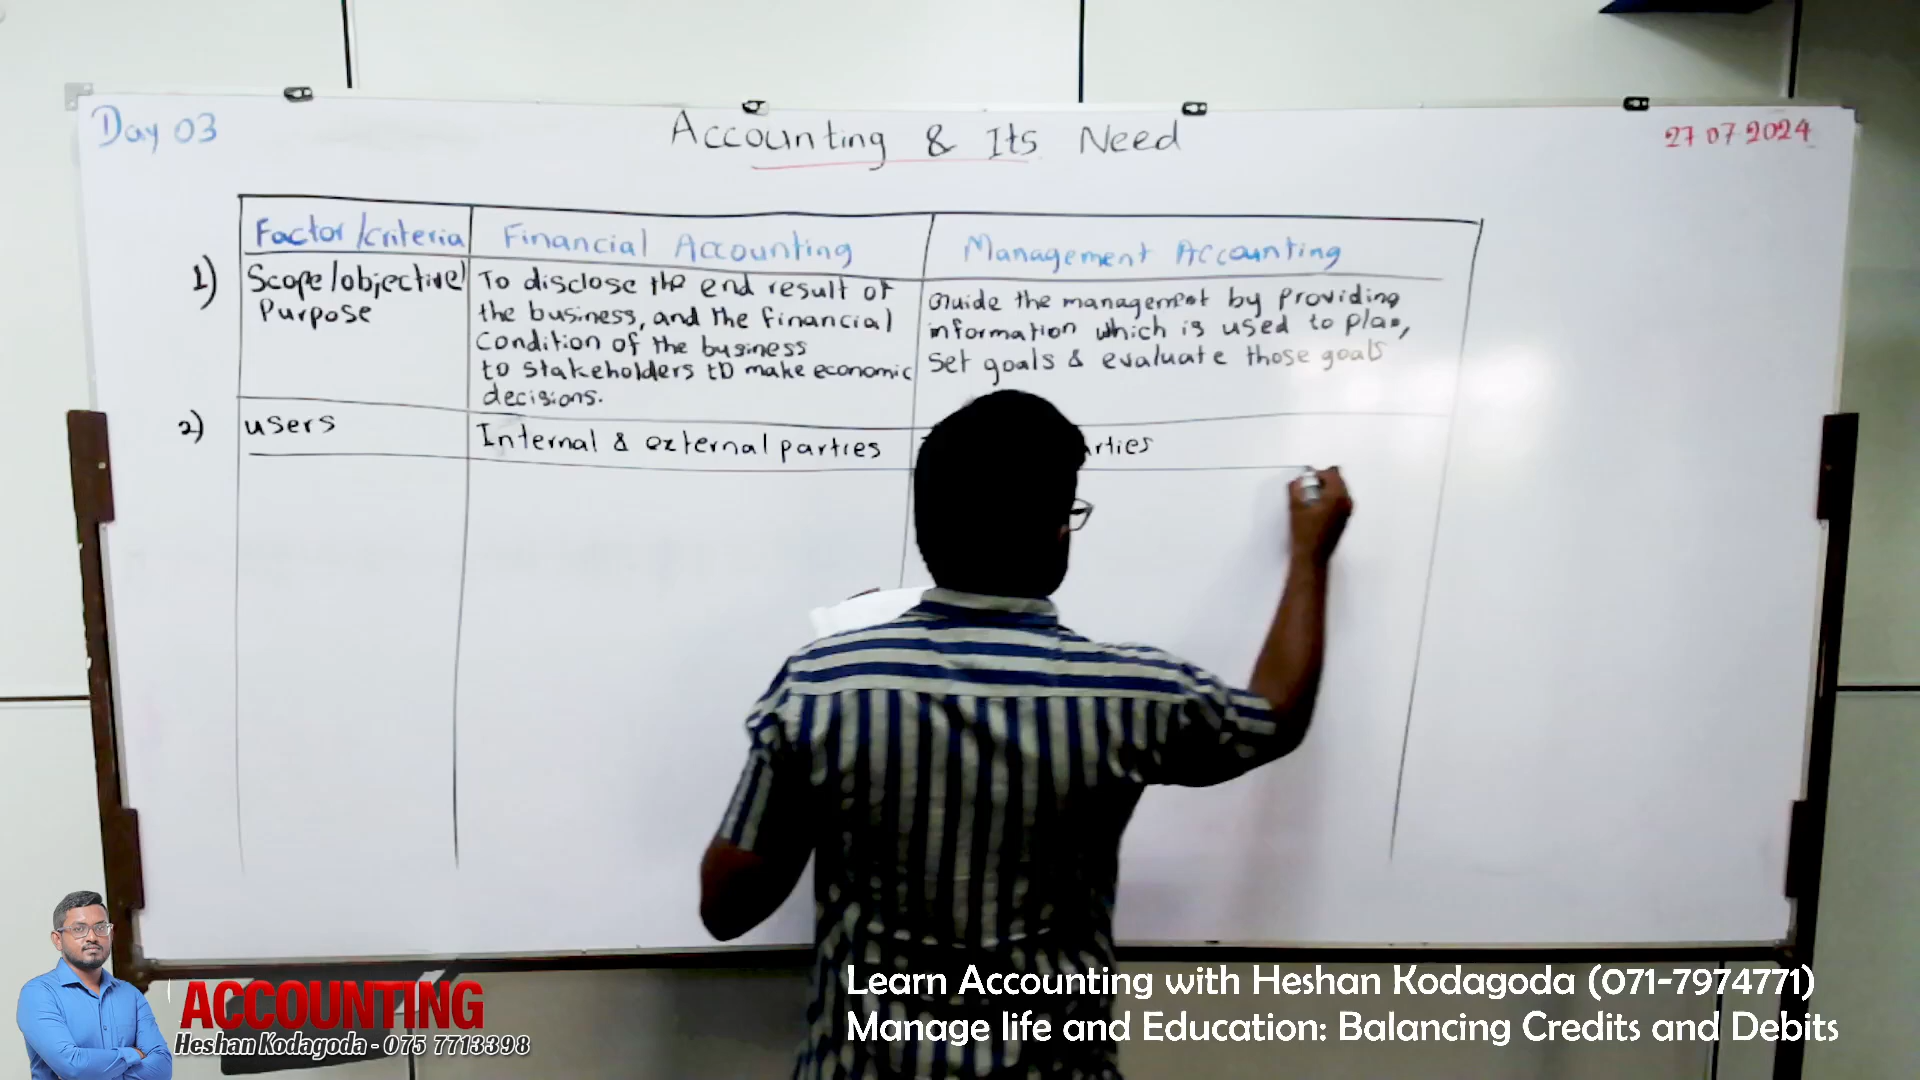 Day 03
Accounting & Its Need
27 07 2024
Factor/criteria
Financial Accounting
Management Accounting
1)
Scope/objective/
Purpose
To disclose the end result of
the business, and the financial
condition of the business
to stakeholders to make economic
decisions.
Guide the management by providing
information which is used to plan,
set goals & evaluate those goals
2)
users
Internal & external parties
arties
ACCOUNTING
Heshan Kodagoda - 075 7713398
Learn Accounting with Heshan Kodagoda (071-7974771)
Manage life and Education: Balancing Credits and Debits